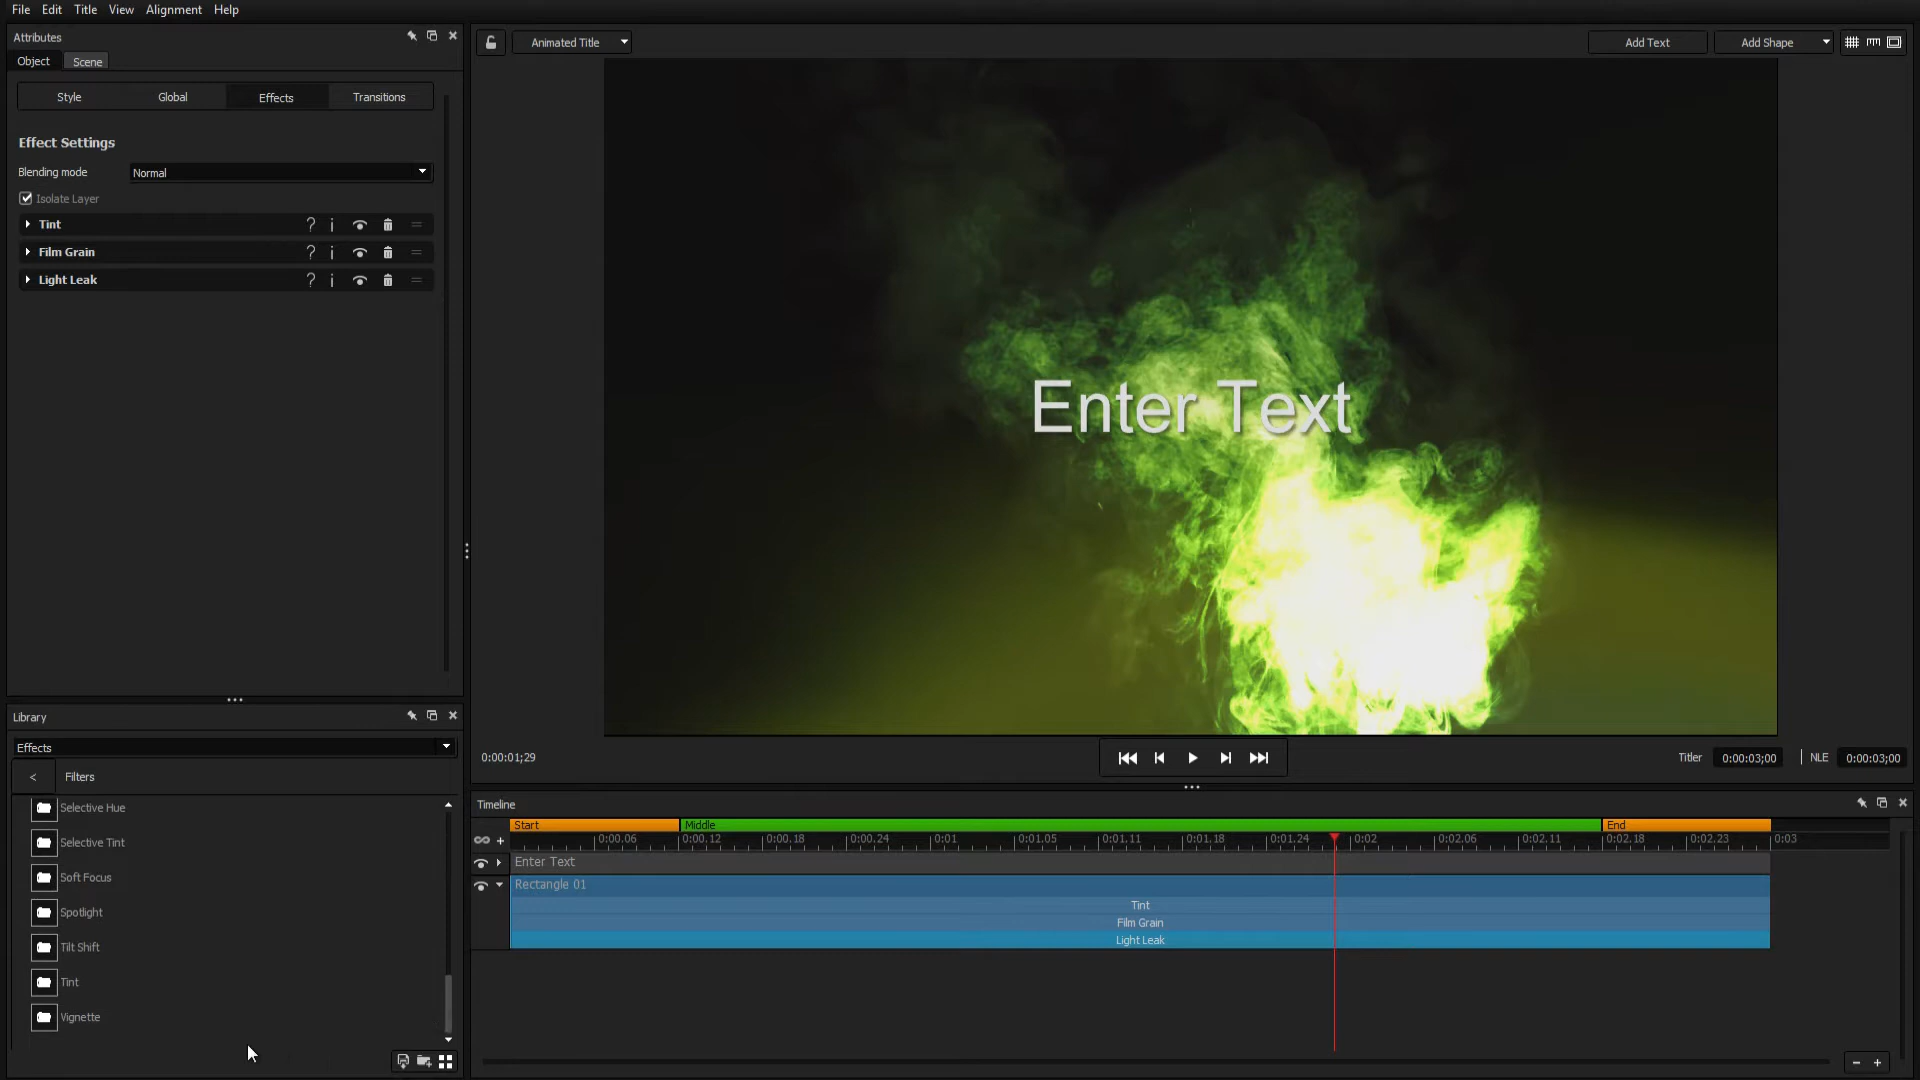 File Edit Title View Alignment Help
Attributes
Object Scene
Style Global Effects Transitions
Effect Settings
Blending mode Normal
Isolate Layer
Tint ? i
Film Grain ? i
Light Leak ? i
Animated Title
Add Text Add Shape
Enter Text
0:00:01;29
Titler 0:00:03;00 NLE 0:00:03;00
Library
Effects
< Filters
Selective Hue
Selective Tint
Soft Focus
Spotlight
Tilt Shift
Tint
Vignette
Timeline
Start Middle End
0:00.06 0:00.12 0:00.18 0:00.24 0:01 0:01.05 0:01.11 0:01.18 0:01.24 0:02 0:02.06 0:02.11 0:02.18 0:02.23 0:03
Enter Text
Rectangle 01
Tint
Film Grain
Light Leak